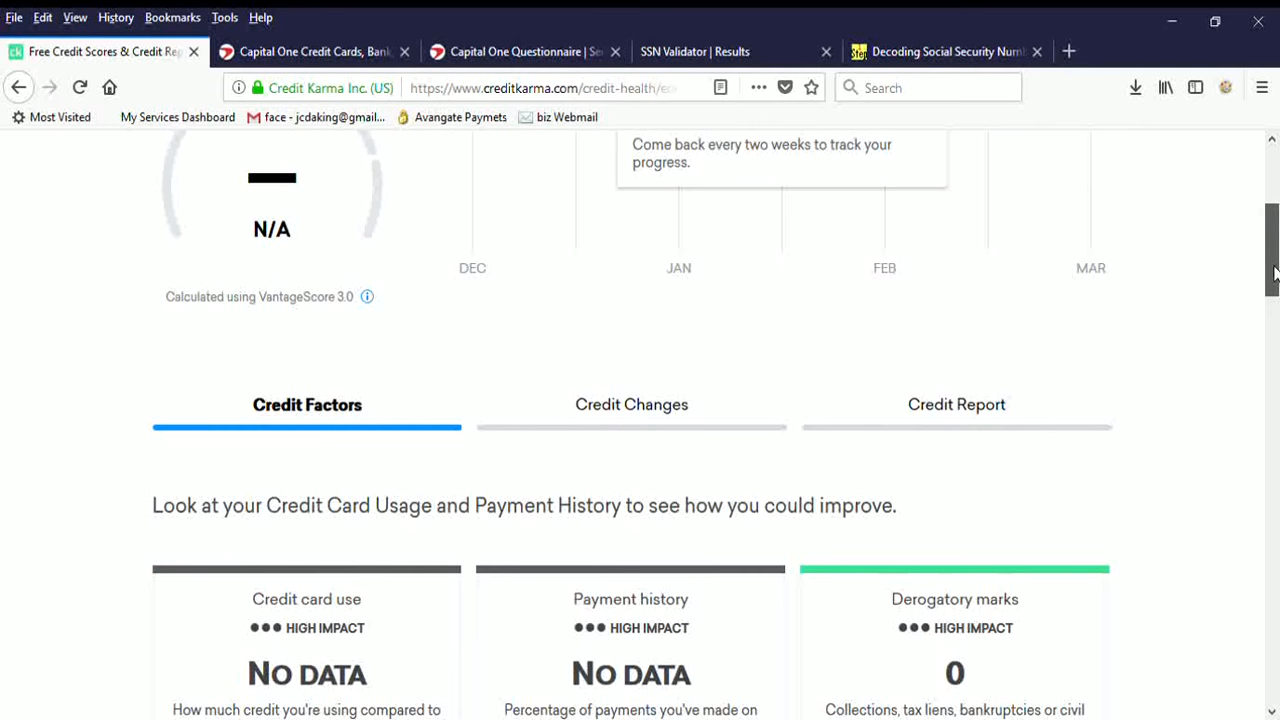 File Edit View History Bookmarks Tools Help
Free Credit Scores & Credit Rep
Capital One Credit Cards, Bank
Capital One Questionnaire | Se
SSN Validator | Results
Decoding Social Security Numb
Credit Karma Inc. (US)
https://www.creditkarma.com/credit-health/
Search
Most Visited
My Services Dashboard
face - jcdaking@gmail...
Avangate Paymets
biz Webmail
Come back every two weeks to track your
progress.
N/A
DEC JAN FEB MAR
Calculated using VantageScore 3.0
Credit Factors
Credit Changes
Credit Report
Look at your Credit Card Usage and Payment History to see how you could improve.
Credit card use
HIGH IMPACT
NO DATA
How much credit you're using compared to
Payment history
HIGH IMPACT
NO DATA
Percentage of payments you've made on
Derogatory marks
HIGH IMPACT
0
Collections, tax liens, bankruptcies or civil